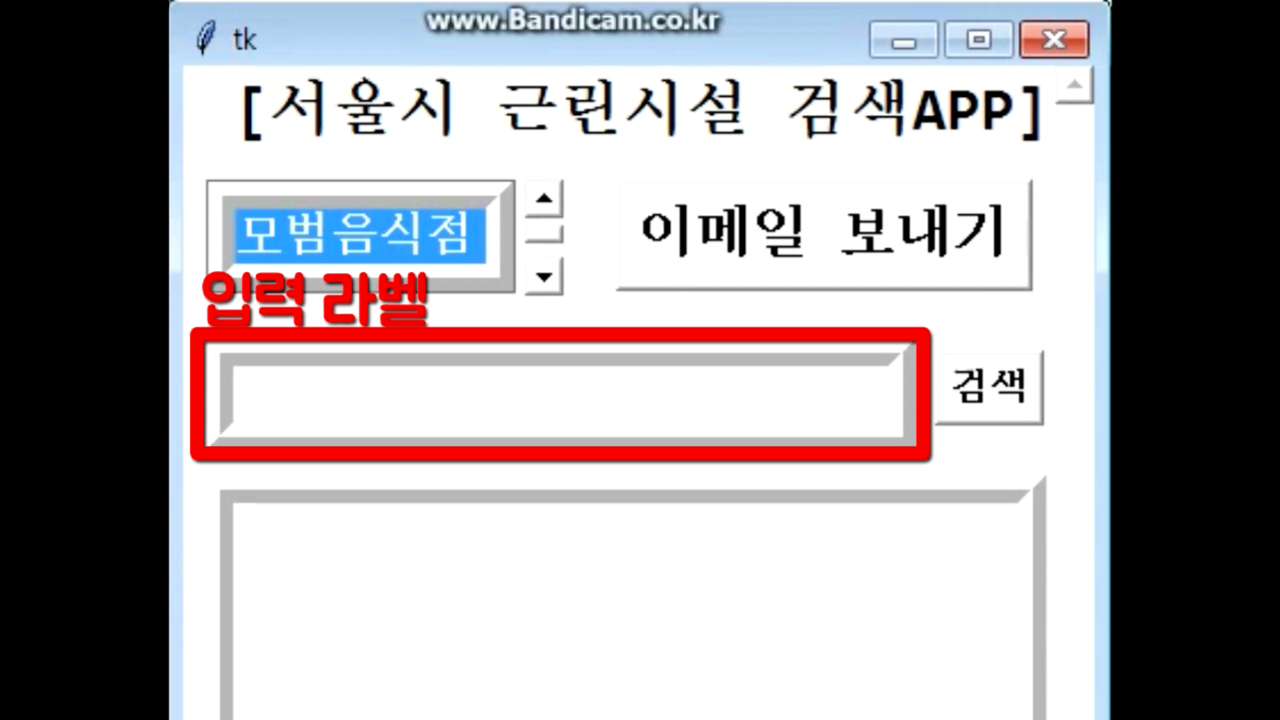 www.Bandicam.co.kr
tk
[서울시 근린시설 검색APP]
모범음식점
이메일 보내기
입력 라벨
검색